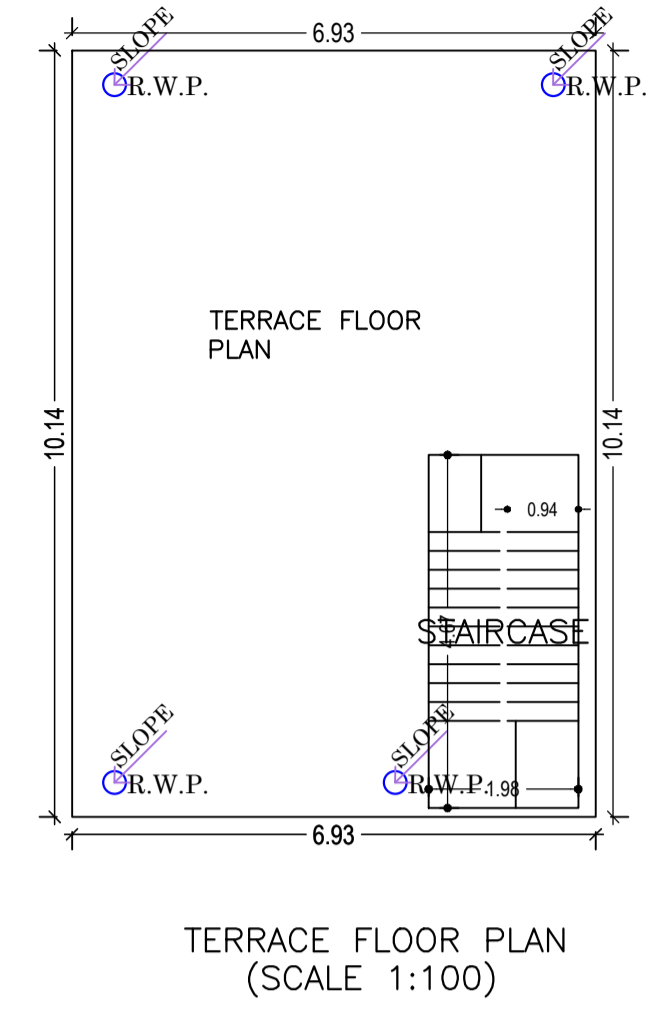 6.93
SLOPE
SLOPE
R.W.P.
R.W.P.
TERRACE FLOOR
PLAN
10.14
10.14
0.94
STAIRCASE
SLOPE
SLOPE
R.W.P.
R.W.P.
1.98
6.93
TERRACE FLOOR PLAN
(SCALE 1:100)